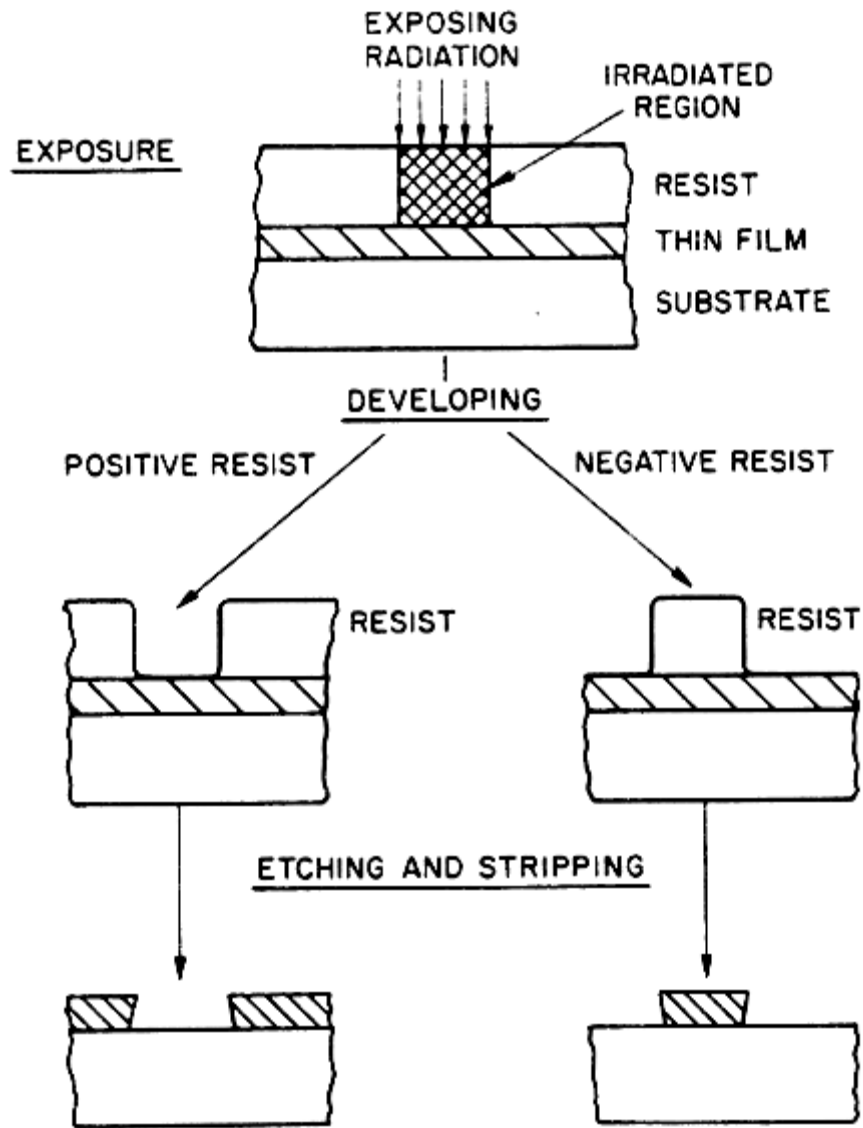 EXPOSING
RADIATION
IRRADIATED
REGION
EXPOSURE
RESIST
THIN FILM
SUBSTRATE
DEVELOPING
POSITIVE RESIST
NEGATIVE RESIST
RESIST
RESIST
ETCHING AND STRIPPING